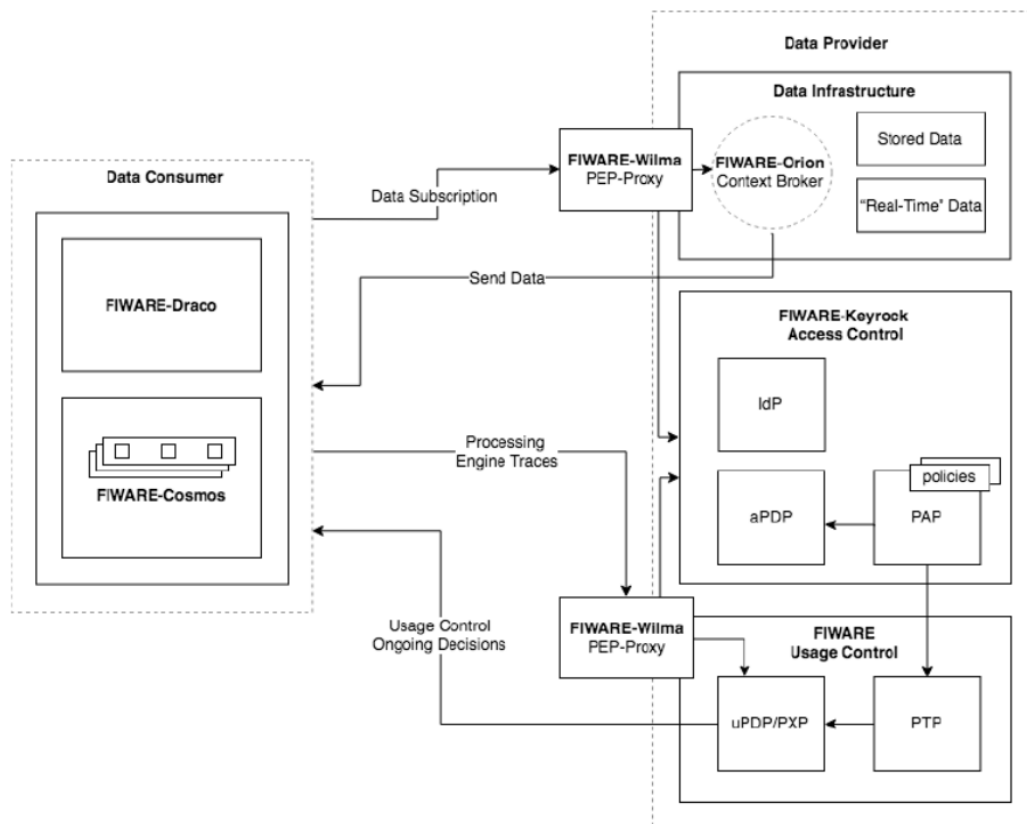 Data Provider
Data Infrastructure
FIWARE-Wilma
PEP-Proxy
FIWARE-Orion
Context Broker
Stored Data
"Real-Time" Data
Data Consumer
Data Subscription
FIWARE-Draco
Send Data
FIWARE-Keyrock
Access Control
IdP
Processing
Engine Traces
FIWARE-Cosmos
aPDP
policies
PAP
Usage Control
Ongoing Decisions
FIWARE-Wilma
PEP-Proxy
FIWARE
Usage Control
uPDP/PXP
PTP